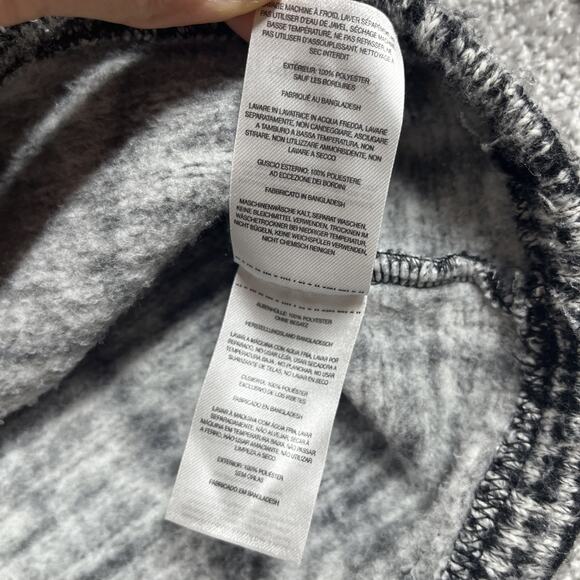 MACHINE À FROID, LAVER SÉPARÉMENT
PAS UTILISER D'EAU DE JAVEL, SÉCHAGE MACHINE
BASSE TEMPÉRATURE, NE PAS REPASSER, NE
PAS UTILISER D'ASSOUPLISSANT, NETTOYAGE À
SEC INTERDIT
EXTÉRIEUR: 100% POLYESTER
SAUF LES BORDURES
FABRIQUÉ AU BANGLADESH
LAVARE IN LAVATRICE IN ACQUA FREDDA, LAVARE
SEPARATAMENTE, NON CANDEGGIARE, ASCIUGARE
A TAMBURO A BASSA TEMPERATURA, NON
STIRARE, NON UTILIZZARE AMMORBIDENTE, NON
LAVARE A SECO
GUSCIO ESTERNO: 100% POLIESTERE
AD ECCEZIONE DEI BORDINI
FABBRICATO IN BANGLADESH
MASCHINENWÄSCHE KALT, SEPARAT WASCHEN,
KEINE BLEICHMITTEL VERWENDEN, TROCKNEN IM
WÄSCHETROCKNER BEI NIEDRIGER TEMPERATUR,
NICHT BÜGELN, KEINE WEICHSPÜLER VERWENDEN,
NICHT CHEMISCH REINIGEN
AUßENHÜLLE: 100% POLYESTER
OHNE BESATZ
HERSTELLUNGSLAND BANGLADESCH
LAVAR A MÁQUINA CON AGUA FRÍA, LAVAR POR
SEPARADO, NO USAR LEJÍA, USAR SECADORA A
TEMPERATURA BAJA, NO PLANCHAR, NO USAR
SUAVIZANTE DE TELAS, NO LAVAR EN SECO
CUBIERTA: 100% POLIÉSTER
EXCLUSIVO DE LOS RIBETES
FABRICADO EN BANGLADESH
LAVAR À MÁQUINA COM ÁGUA FRIA, LAVAR
SEPARADAMENTE, NÃO ALVEJAR, SECAR À
MÁQUINA EM TEMPERATURA BAIXA, NÃO PASSAR
A FERRO, NÃO USAR AMACIANTE, NÃO
LIMPEZA A SECO
EXTERIOR: 100% POLIÉSTER
SEM ORLAS
FABRICADO EM BANGLADESH